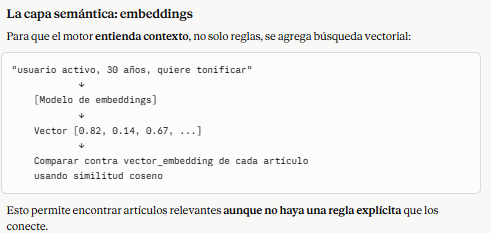 La capa semántica: embeddings
Para que el motor entienda contexto, no solo reglas, se agrega búsqueda vectorial:
"usuario activo, 30 años, quiere tonificar"
↓
[Modelo de embeddings]
↓
Vector [0.82, 0.14, 0.67, ...]
↓
Comparar contra vector_embedding de cada artículo
usando similitud coseno
Esto permite encontrar artículos relevantes aunque no haya una regla explícita que los
conecte.